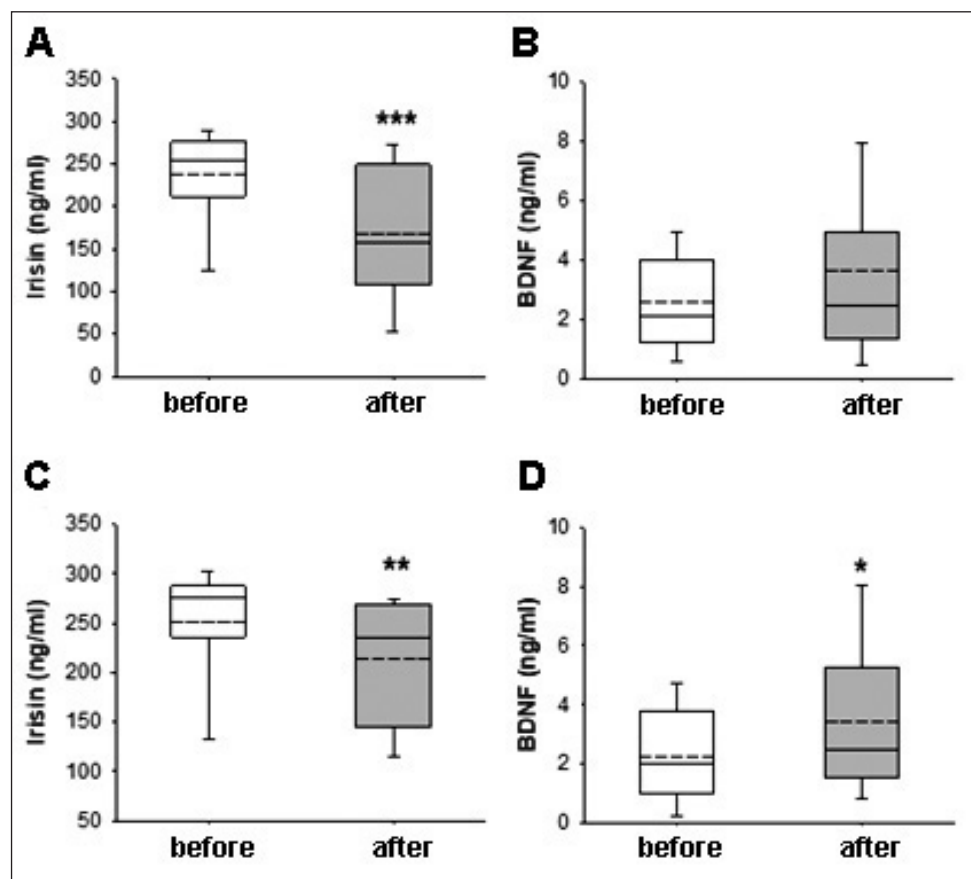 A
Irisin (ng/ml)
350
300
250
200
150
100
50
0
***
before after
B
BDNF (ng/ml)
10
8
6
4
2
0
before after
C
Irisin (ng/ml)
350
300
250
200
150
100
50
**
before after
D
BDNF (ng/ml)
10
8
6
4
2
0
*
before after